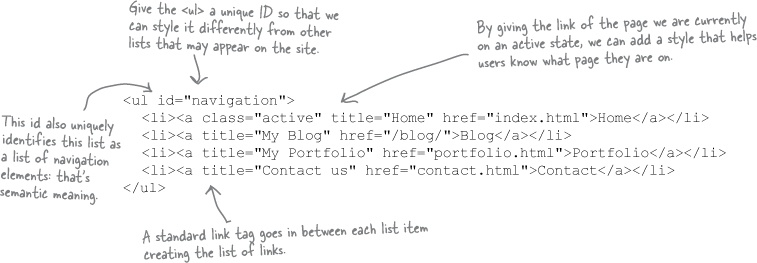 Give the <ul> a unique ID so that we
can style it differently from other
lists that may appear on the site.
By giving the link of the page we are currently
on an active state, we can add a style that helps
users know what page they are on.
This id also uniquely
identifies this list as
a list of navigation
elements: that's
semantic meaning.
<ul id="navigation">
<li><a class="active" title="Home" href="index.html">Home</a></li>
<li><a title="My Blog" href="/blog/">Blog</a></li>
<li><a title="My Portfolio" href="portfolio.html">Portfolio</a></li>
<li><a title="Contact us" href="contact.html">Contact</a></li>
</ul>
A standard link tag goes in between each list item
creating the list of links.